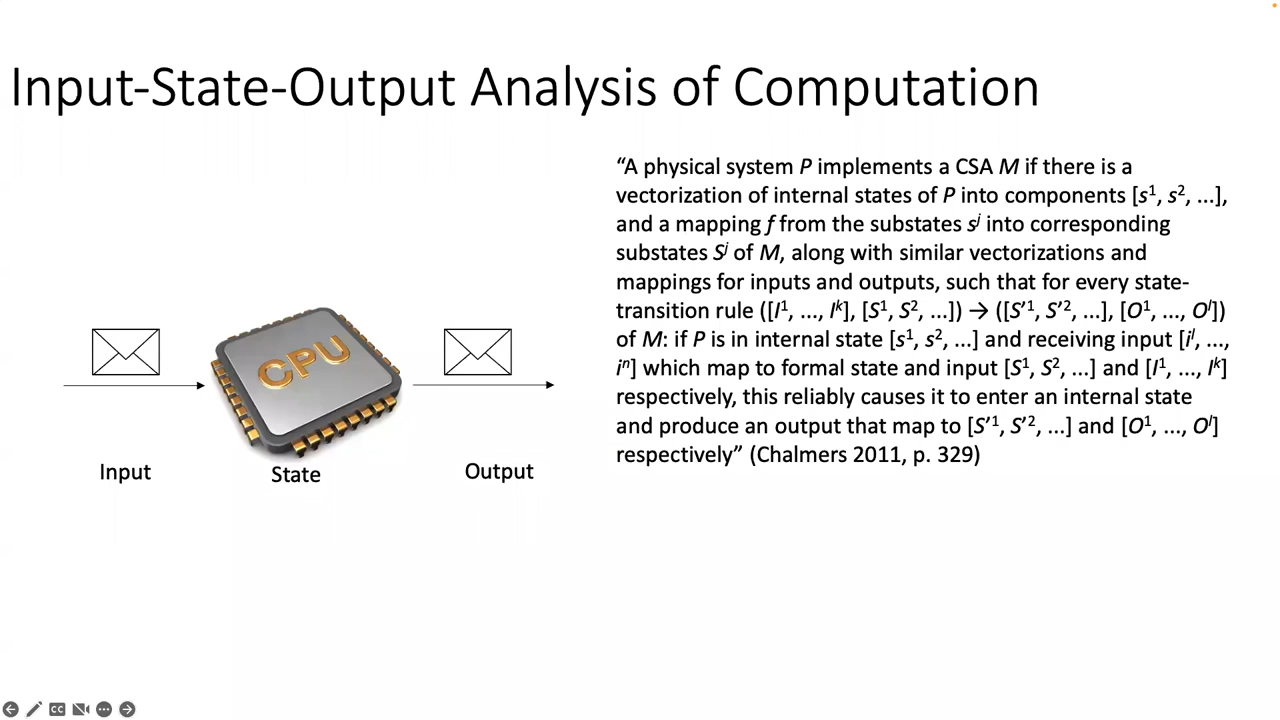 Input-State-Output Analysis of Computation
“A physical system P implements a CSA M if there is a
vectorization of internal states of P into components [s¹, s², ...],
and a mapping f from the substates sʲ into corresponding
substates Sʲ of M, along with similar vectorizations and
mappings for inputs and outputs, such that for every state-
transition rule ([I¹, ..., Iᵏ], [S¹, S², ...]) → ([S’¹, S’², ...], [O¹, ..., Oˡ])
of M: if P is in internal state [s¹, s², ...] and receiving input [iˡ, ...,
iⁿ] which map to formal state and input [S¹, S², ...] and [I¹, ..., Iᵏ]
respectively, this reliably causes it to enter an internal state
and produce an output that map to [S’¹, S’², ...] and [O¹, ..., Oˡ]
respectively” (Chalmers 2011, p. 329)
CPU
Input
State
Output
CC